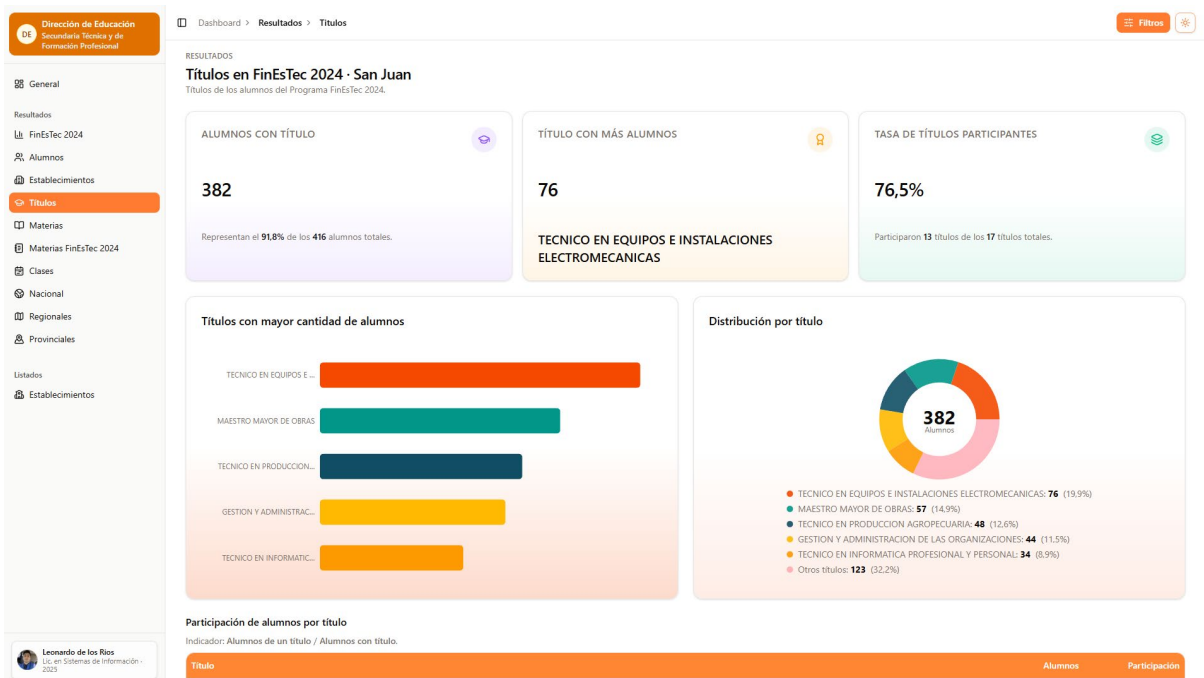 DE
Dirección de Educación
Secundaria Técnica y de
Formación Profesional
General
Resultados
FinEsTec 2024
Alumnos
Establecimientos
Títulos
Materias
Materias FinEsTec 2024
Clases
Nacional
Regionales
Provinciales
Listados
Establecimientos
Leonardo de los Rios
Lic. en Sistemas de Información -
2025
Dashboard > Resultados > Titulos
Filtros
RESULTADOS
Títulos en FinEsTec 2024 · San Juan
Títulos de los alumnos del Programa FinEsTec 2024.
ALUMNOS CON TÍTULO
382
Representan el 91,8% de los 416 alumnos totales.
TÍTULO CON MÁS ALUMNOS
76
TECNICO EN EQUIPOS E INSTALACIONES
ELECTROMECANICAS
TASA DE TÍTULOS PARTICIPANTES
76,5%
Participaron 13 títulos de los 17 títulos totales.
Títulos con mayor cantidad de alumnos
TECNICO EN EQUIPOS E ...
MAESTRO MAYOR DE OBRAS
TECNICO EN PRODUCCION...
GESTION Y ADMINISTRAC...
TECNICO EN INFORMATIC...
Distribución por título
382
Alumnos
TECNICO EN EQUIPOS E INSTALACIONES ELECTROMECANICAS: 76 (19,9%)
MAESTRO MAYOR DE OBRAS: 57 (14,9%)
TECNICO EN PRODUCCION AGROPECUARIA: 48 (12,6%)
GESTION Y ADMINISTRACION DE LAS ORGANIZACIONES: 44 (11,5%)
TECNICO EN INFORMATICA PROFESIONAL Y PERSONAL: 34 (8,9%)
Otros títulos: 123 (32,2%)
Participación de alumnos por título
Indicador: Alumnos de un título / Alumnos con título.
Título Alumnos Participación